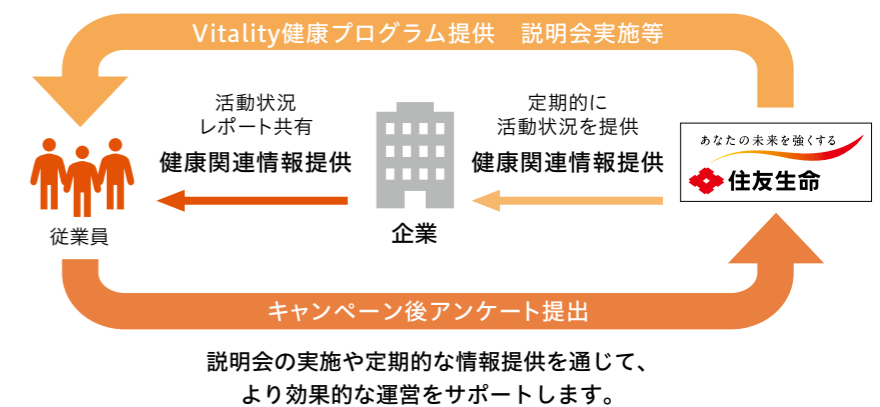 Vitality健康プログラム提供　説明会実施等
活動状況
レポート共有
健康関連情報提供
定期的に
活動状況を提供
健康関連情報提供
あなたの未来を強くする
住友生命
従業員
企業
キャンペーン後アンケート提出
説明会の実施や定期的な情報提供を通じて、
より効果的な運営をサポートします。